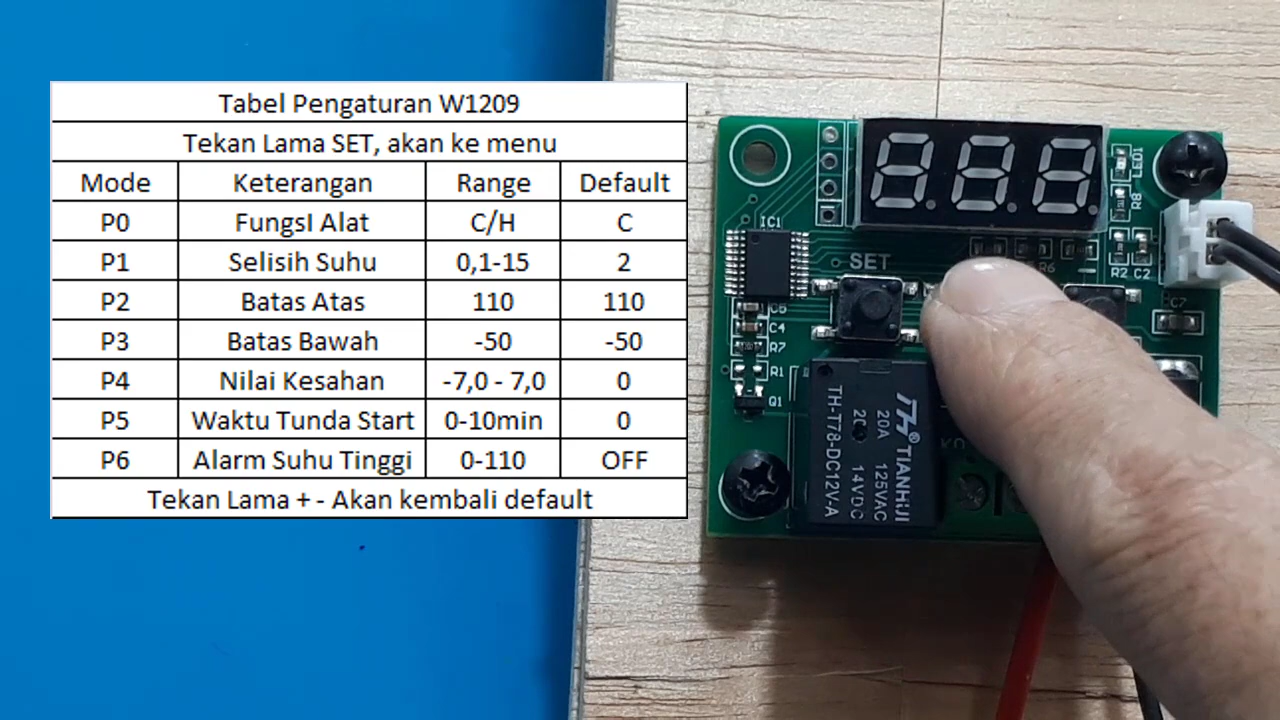 Tabel Pengaturan W1209
Tekan Lama SET, akan ke menu
Mode Keterangan Range Default
P0 FungsI Alat C/H C
P1 Selisih Suhu 0,1-15 2
P2 Batas Atas 110 110
P3 Batas Bawah -50 -50
P4 Nilai Kesahan -7,0 - 7,0 0
P5 Waktu Tunda Start 0-10min 0
P6 Alarm Suhu Tinggi 0-110 OFF
Tekan Lama + - Akan kembali default
LED1
R8
IC1
SET
R6
R2 C2
C5
C4
R7
R1
Q1
C7
TIANHUI
20A 125VAC
14VDC
TH-T78-DC12V-A